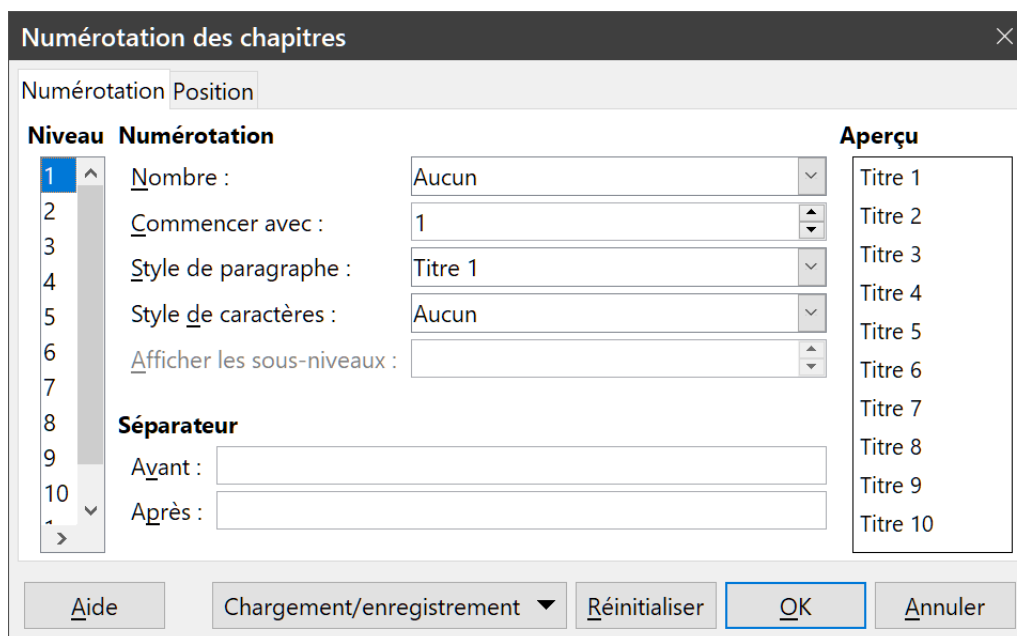 Numérotation des chapitres
Numérotation Position
Niveau Numérotation Aperçu
1 Nombre : Aucun Titre 1
2 Commencer avec : 1 Titre 2
3 Style de paragraphe : Titre 1 Titre 3
4 Style de caractères : Aucun Titre 4
5 Afficher les sous-niveaux : Titre 5
6 Titre 6
7 Titre 7
8 Séparateur Titre 8
9 Avant : Titre 9
10 Après : Titre 10
Aide Chargement/enregistrement Réinitialiser OK Annuler